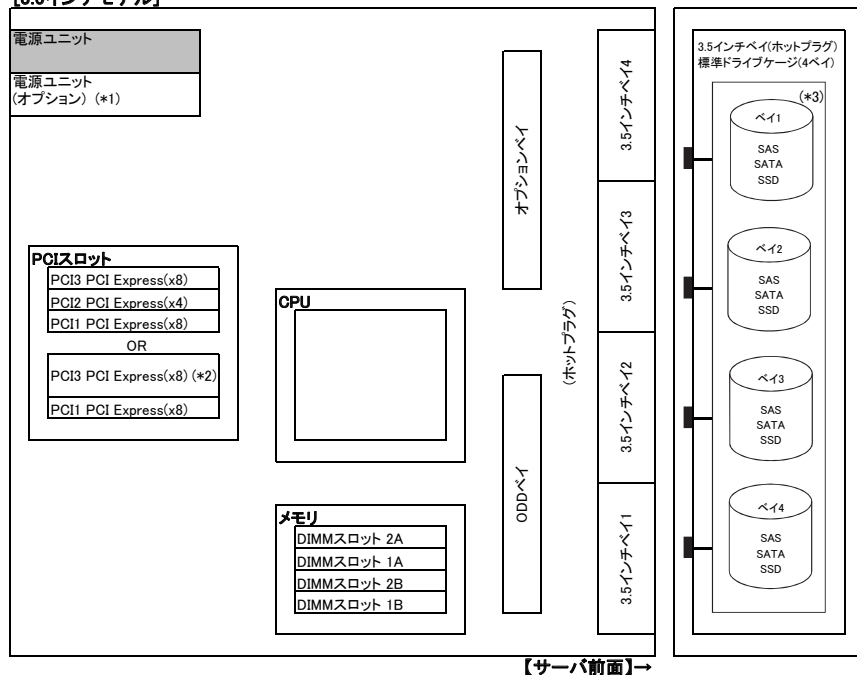 [3.5インチモデル]
電源ユニット
電源ユニット
(オプション) (*1)
PCIスロット
PCI3 PCI Express(x8)
PCI2 PCI Express(x4)
PCI1 PCI Express(x8)
OR
PCI3 PCI Express(x8) (*2)
PCI1 PCI Express(x8)
CPU
メモリ
DIMMスロット 2A
DIMMスロット 1A
DIMMスロット 2B
DIMMスロット 1B
オプションベイ
ODDベイ
(ホットプラグ)
3.5インチベイ4
3.5インチベイ3
3.5インチベイ2
3.5インチベイ1
【サーバ前面】→
3.5インチベイ(ホットプラグ)
標準ドライブケージ(4ベイ)
(*3)
ベイ1
SAS
SATA
SSD
ベイ2
SAS
SATA
SSD
ベイ3
SAS
SATA
SSD
ベイ4
SAS
SATA
SSD